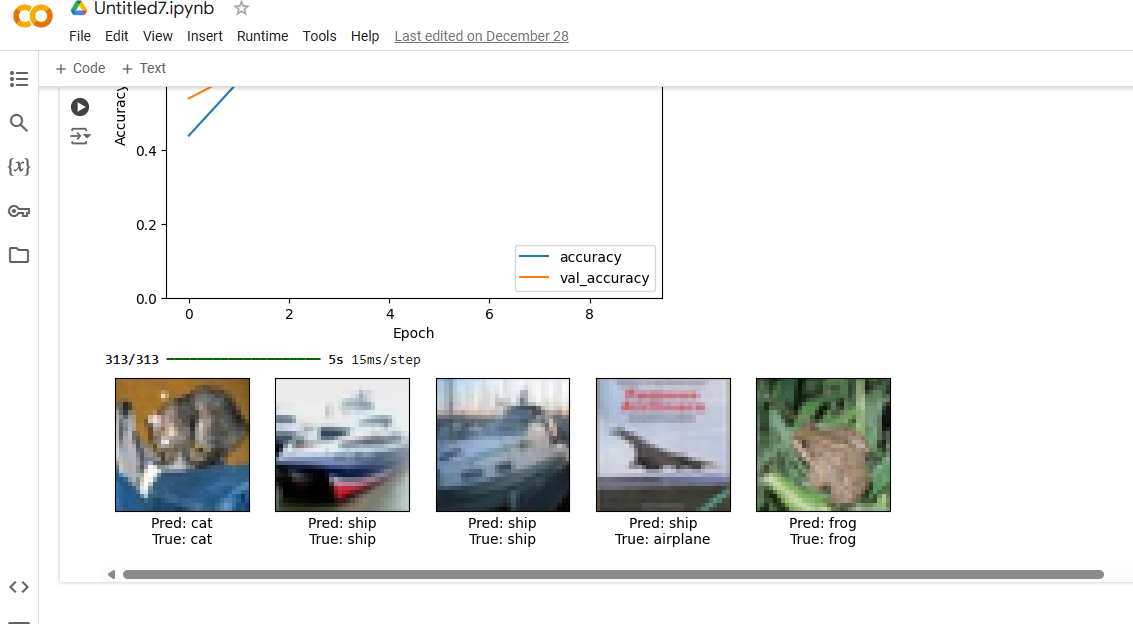 Untitled7.ipynb
File Edit View Insert Runtime Tools Help Last edited on December 28
+ Code + Text
{x}
Accuracy
0.4
0.2
0.0
accuracy
val_accuracy
0 2 4 6 8
Epoch
313/313 5s 15ms/step
Pred: cat
True: cat
Pred: ship
True: ship
Pred: ship
True: ship
Pred: ship
True: airplane
Pred: frog
True: frog